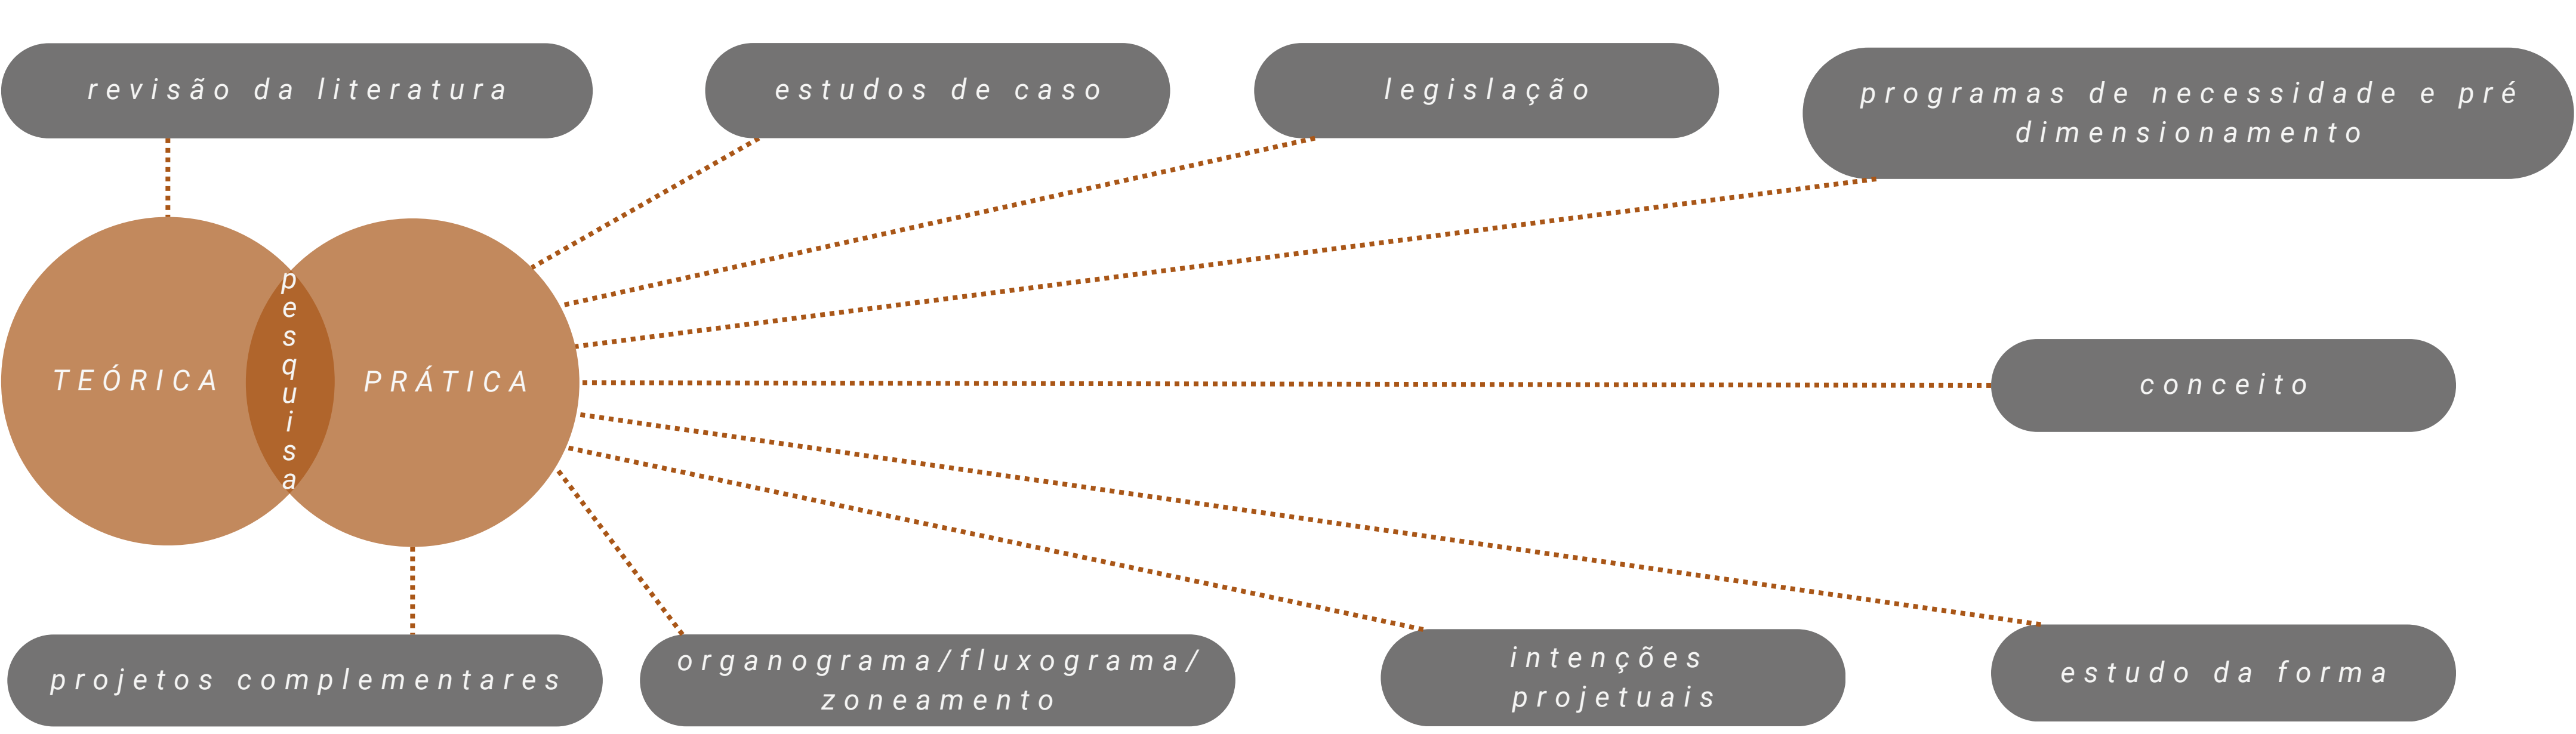 revisão da literatura
estudos de caso
legislação
programas de necessidade e pré
dimensionamento
TEÓRICA
pesquisa
PRÁTICA
conceito
projetos complementares
organograma/fluxograma/
zoneamento
intenções
projetuais
estudo da forma